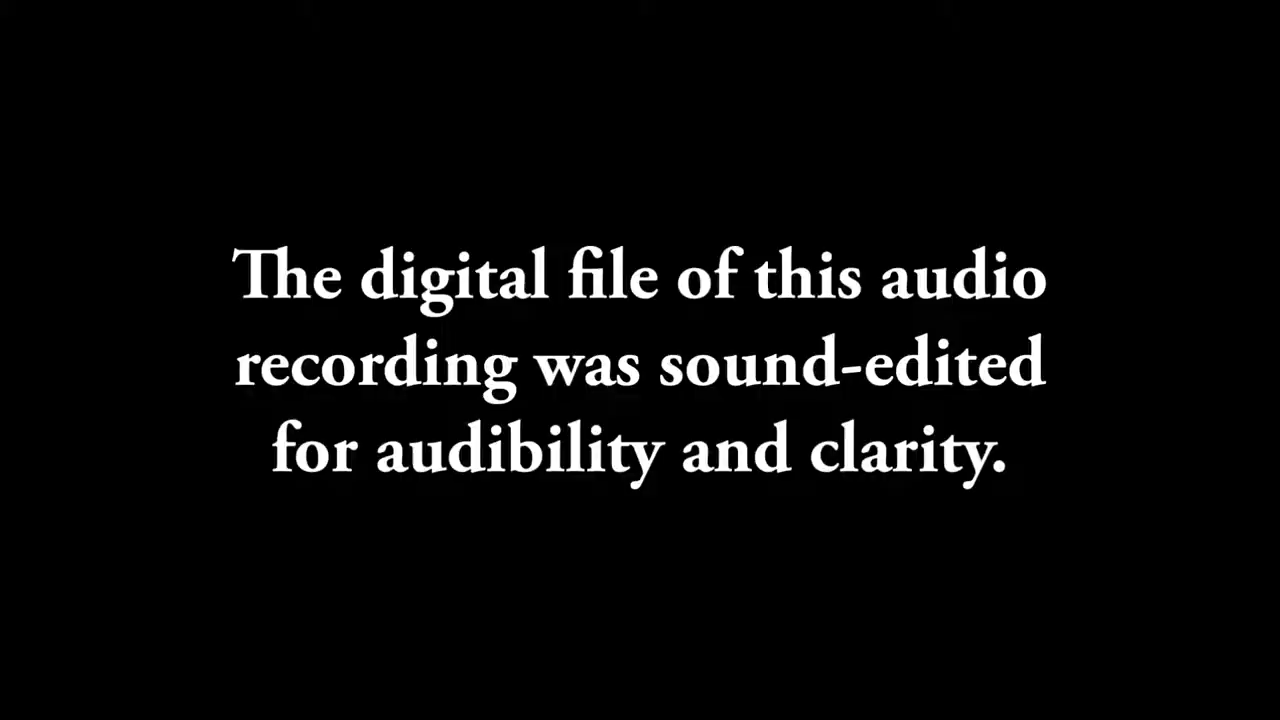 The digital file of this audio
recording was sound-edited
for audibility and clarity.